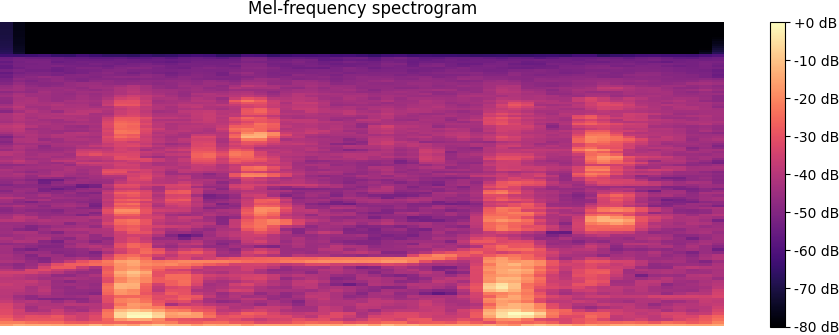 Mel-frequency spectrogram
+0 dB
-10 dB
-20 dB
-30 dB
-40 dB
-50 dB
-60 dB
-70 dB
-80 dB